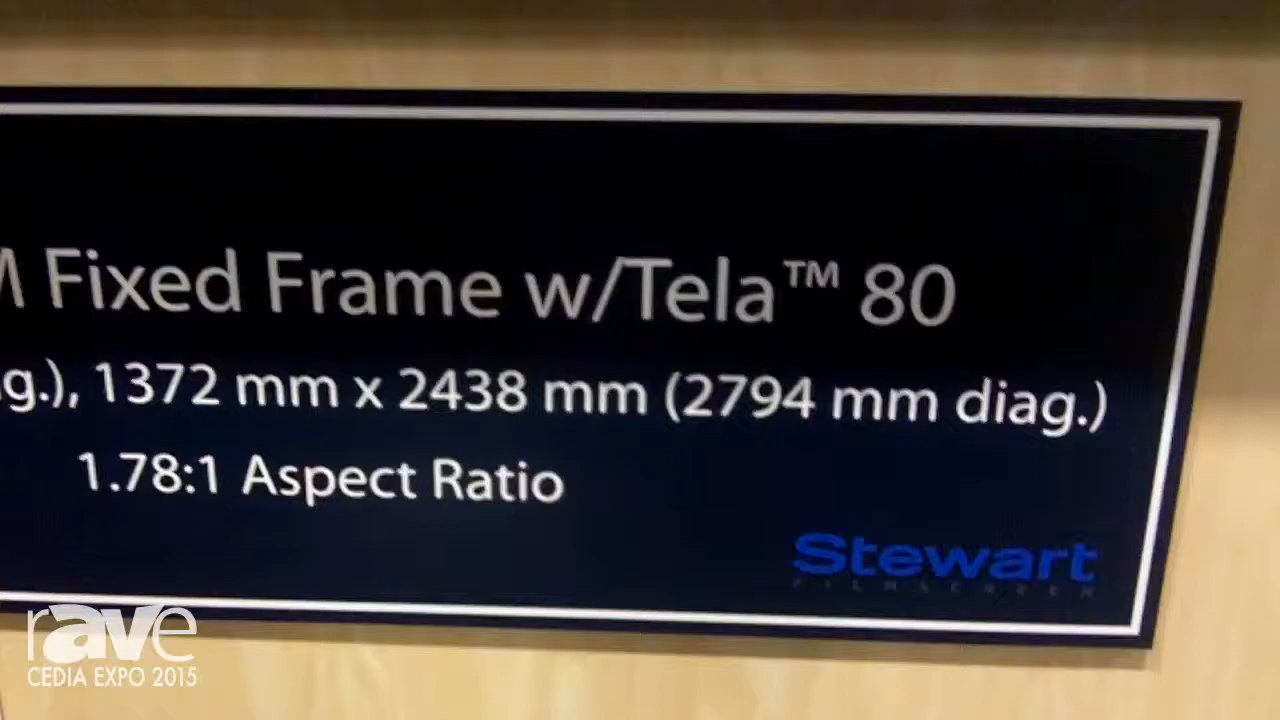 Fixed Frame w/Tela™ 80
g.), 1372 mm x 2438 mm (2794 mm diag.)
1.78:1 Aspect Ratio
Stewart
FILMSCREEN
rave
CEDIA EXPO 2015